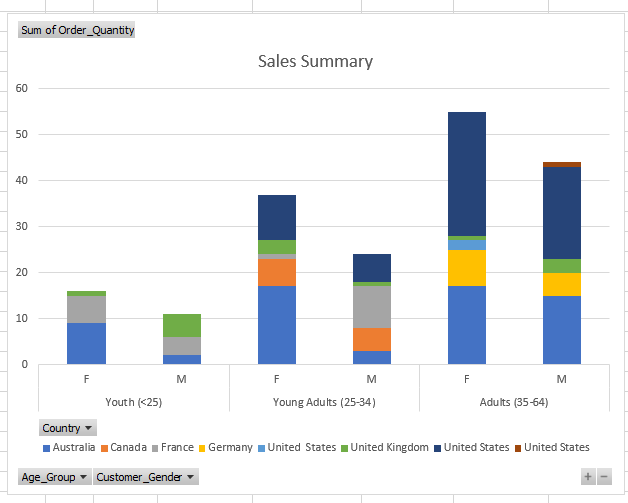 Sum of Order_Quantity
Sales Summary
60
50
40
30
20
10
0
F M F M F M
Youth (<25) Young Adults (25-34) Adults (35-64)
Country
Australia Canada France Germany United  States United Kingdom United States United States
Age_Group Customer_Gender + −